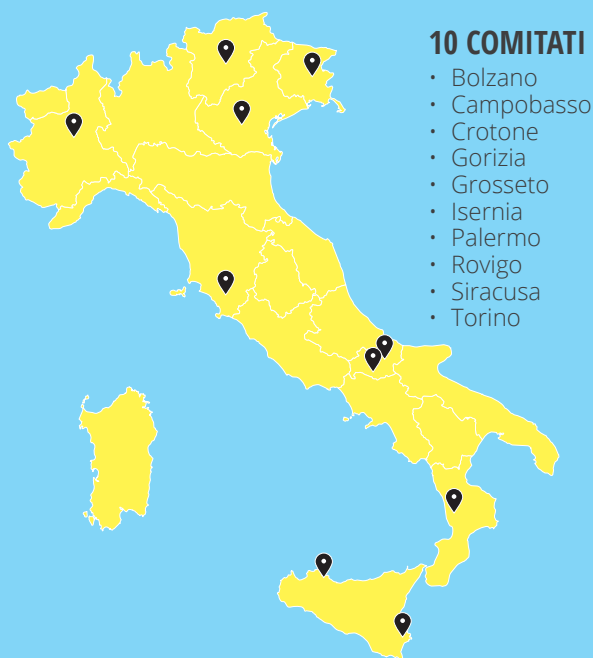 10 COMITATI
• Bolzano
• Campobasso
• Crotone
• Gorizia
• Grosseto
• Isernia
• Palermo
• Rovigo
• Siracusa
• Torino